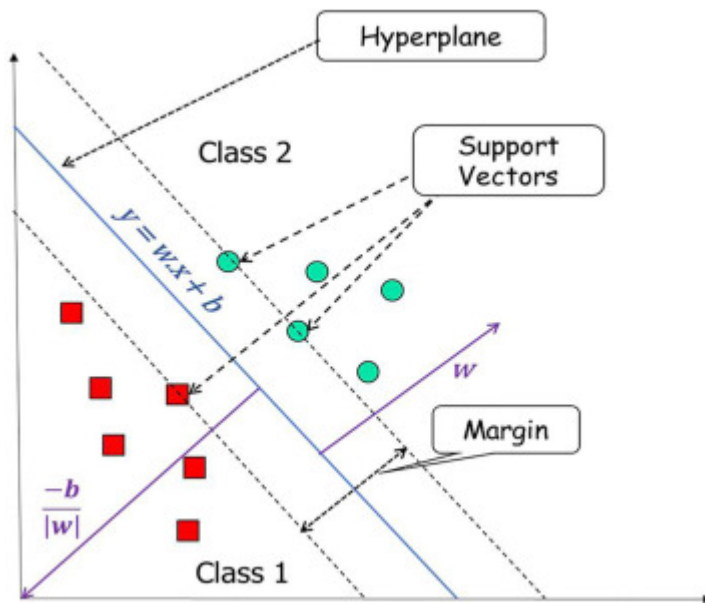 Hyperplane
Class 2
Support
Vectors
y = w.x + b
w
Margin
-b
|w|
Class 1